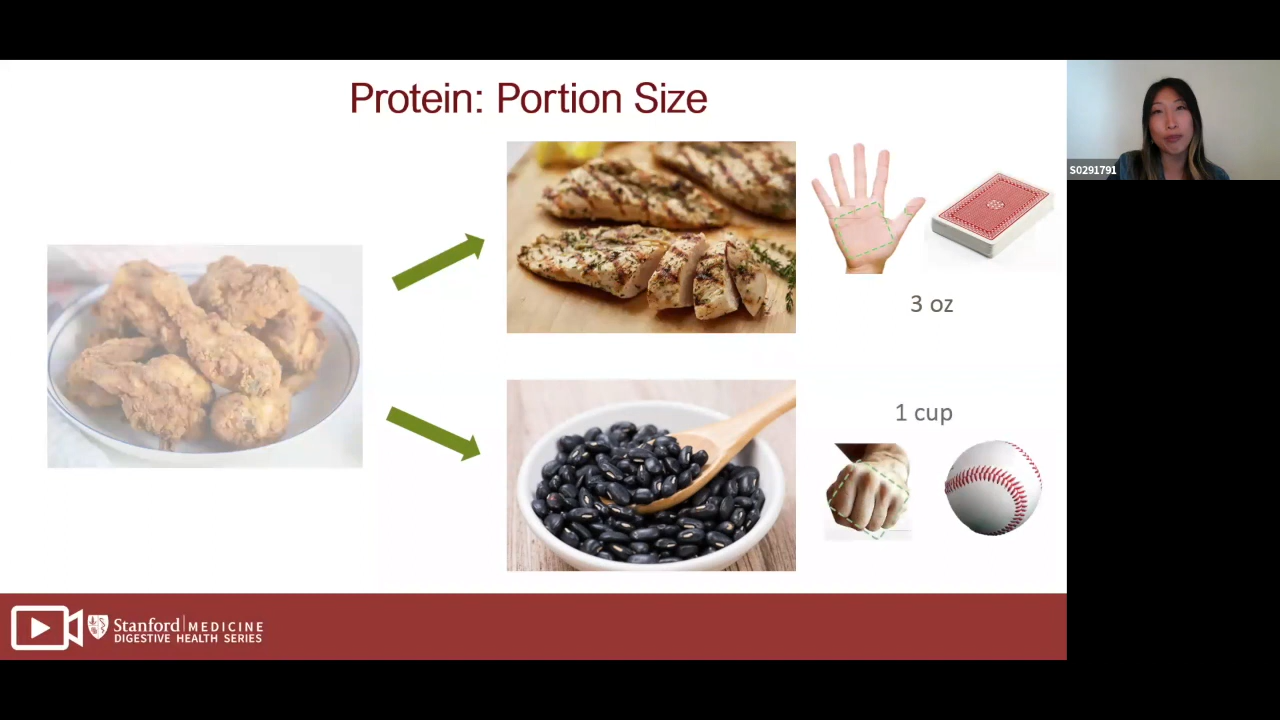 Protein: Portion Size
S0291791
3 oz
1 cup
Stanford MEDICINE
DIGESTIVE HEALTH SERIES